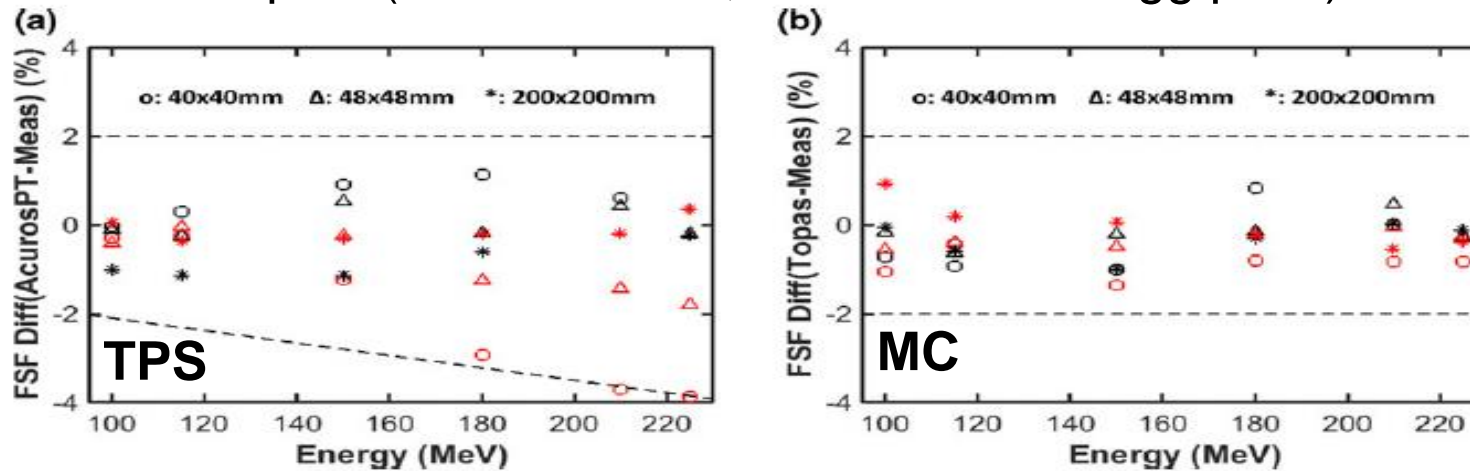 (a)
FSF Diff(AcurosPT-Meas) (%)
4
2
0
-2
-4
o: 40x40mm Δ: 48x48mm *: 200x200mm
TPS
100 120 140 160 180 200 220
Energy (MeV)
(b)
FSF Diff(Topas-Meas) (%)
4
2
0
-2
-4
o: 40x40mm Δ: 48x48mm *: 200x200mm
MC
100 120 140 160 180 200 220
Energy (MeV)